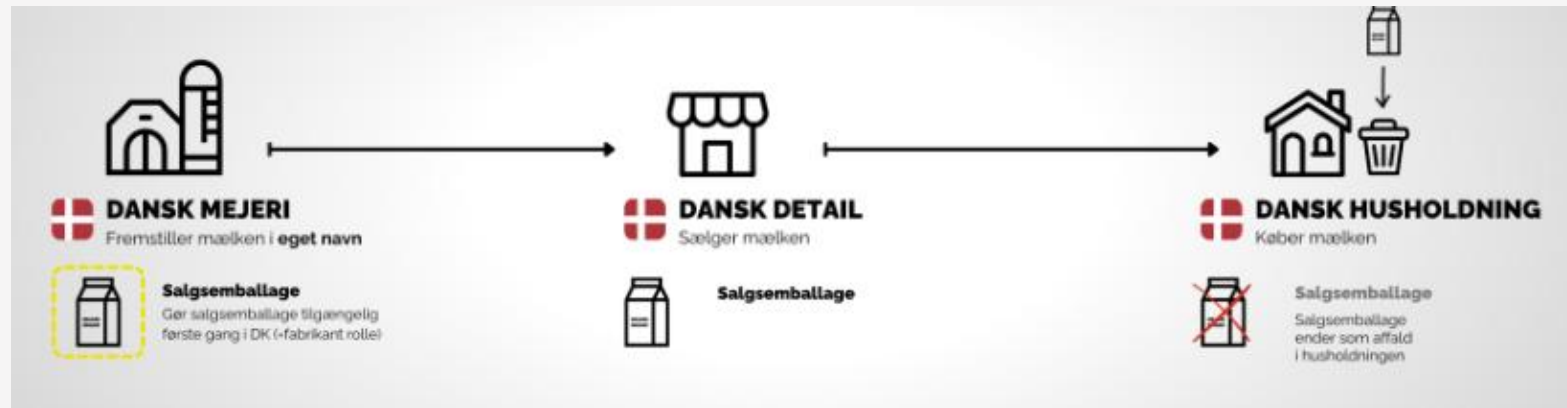 DANSK MEJERI
Fremstiller mælken i eget navn
Salgsemballage
Gør salgsemballage tilgængelig
første gang i DK (=fabrikant rolle)
DANSK DETAIL
Sælger mælken
Salgsemballage
DANSK HUSHOLDNING
Køber mælken
Salgsemballage
Salgsemballage
ender som affald
i husholdningen